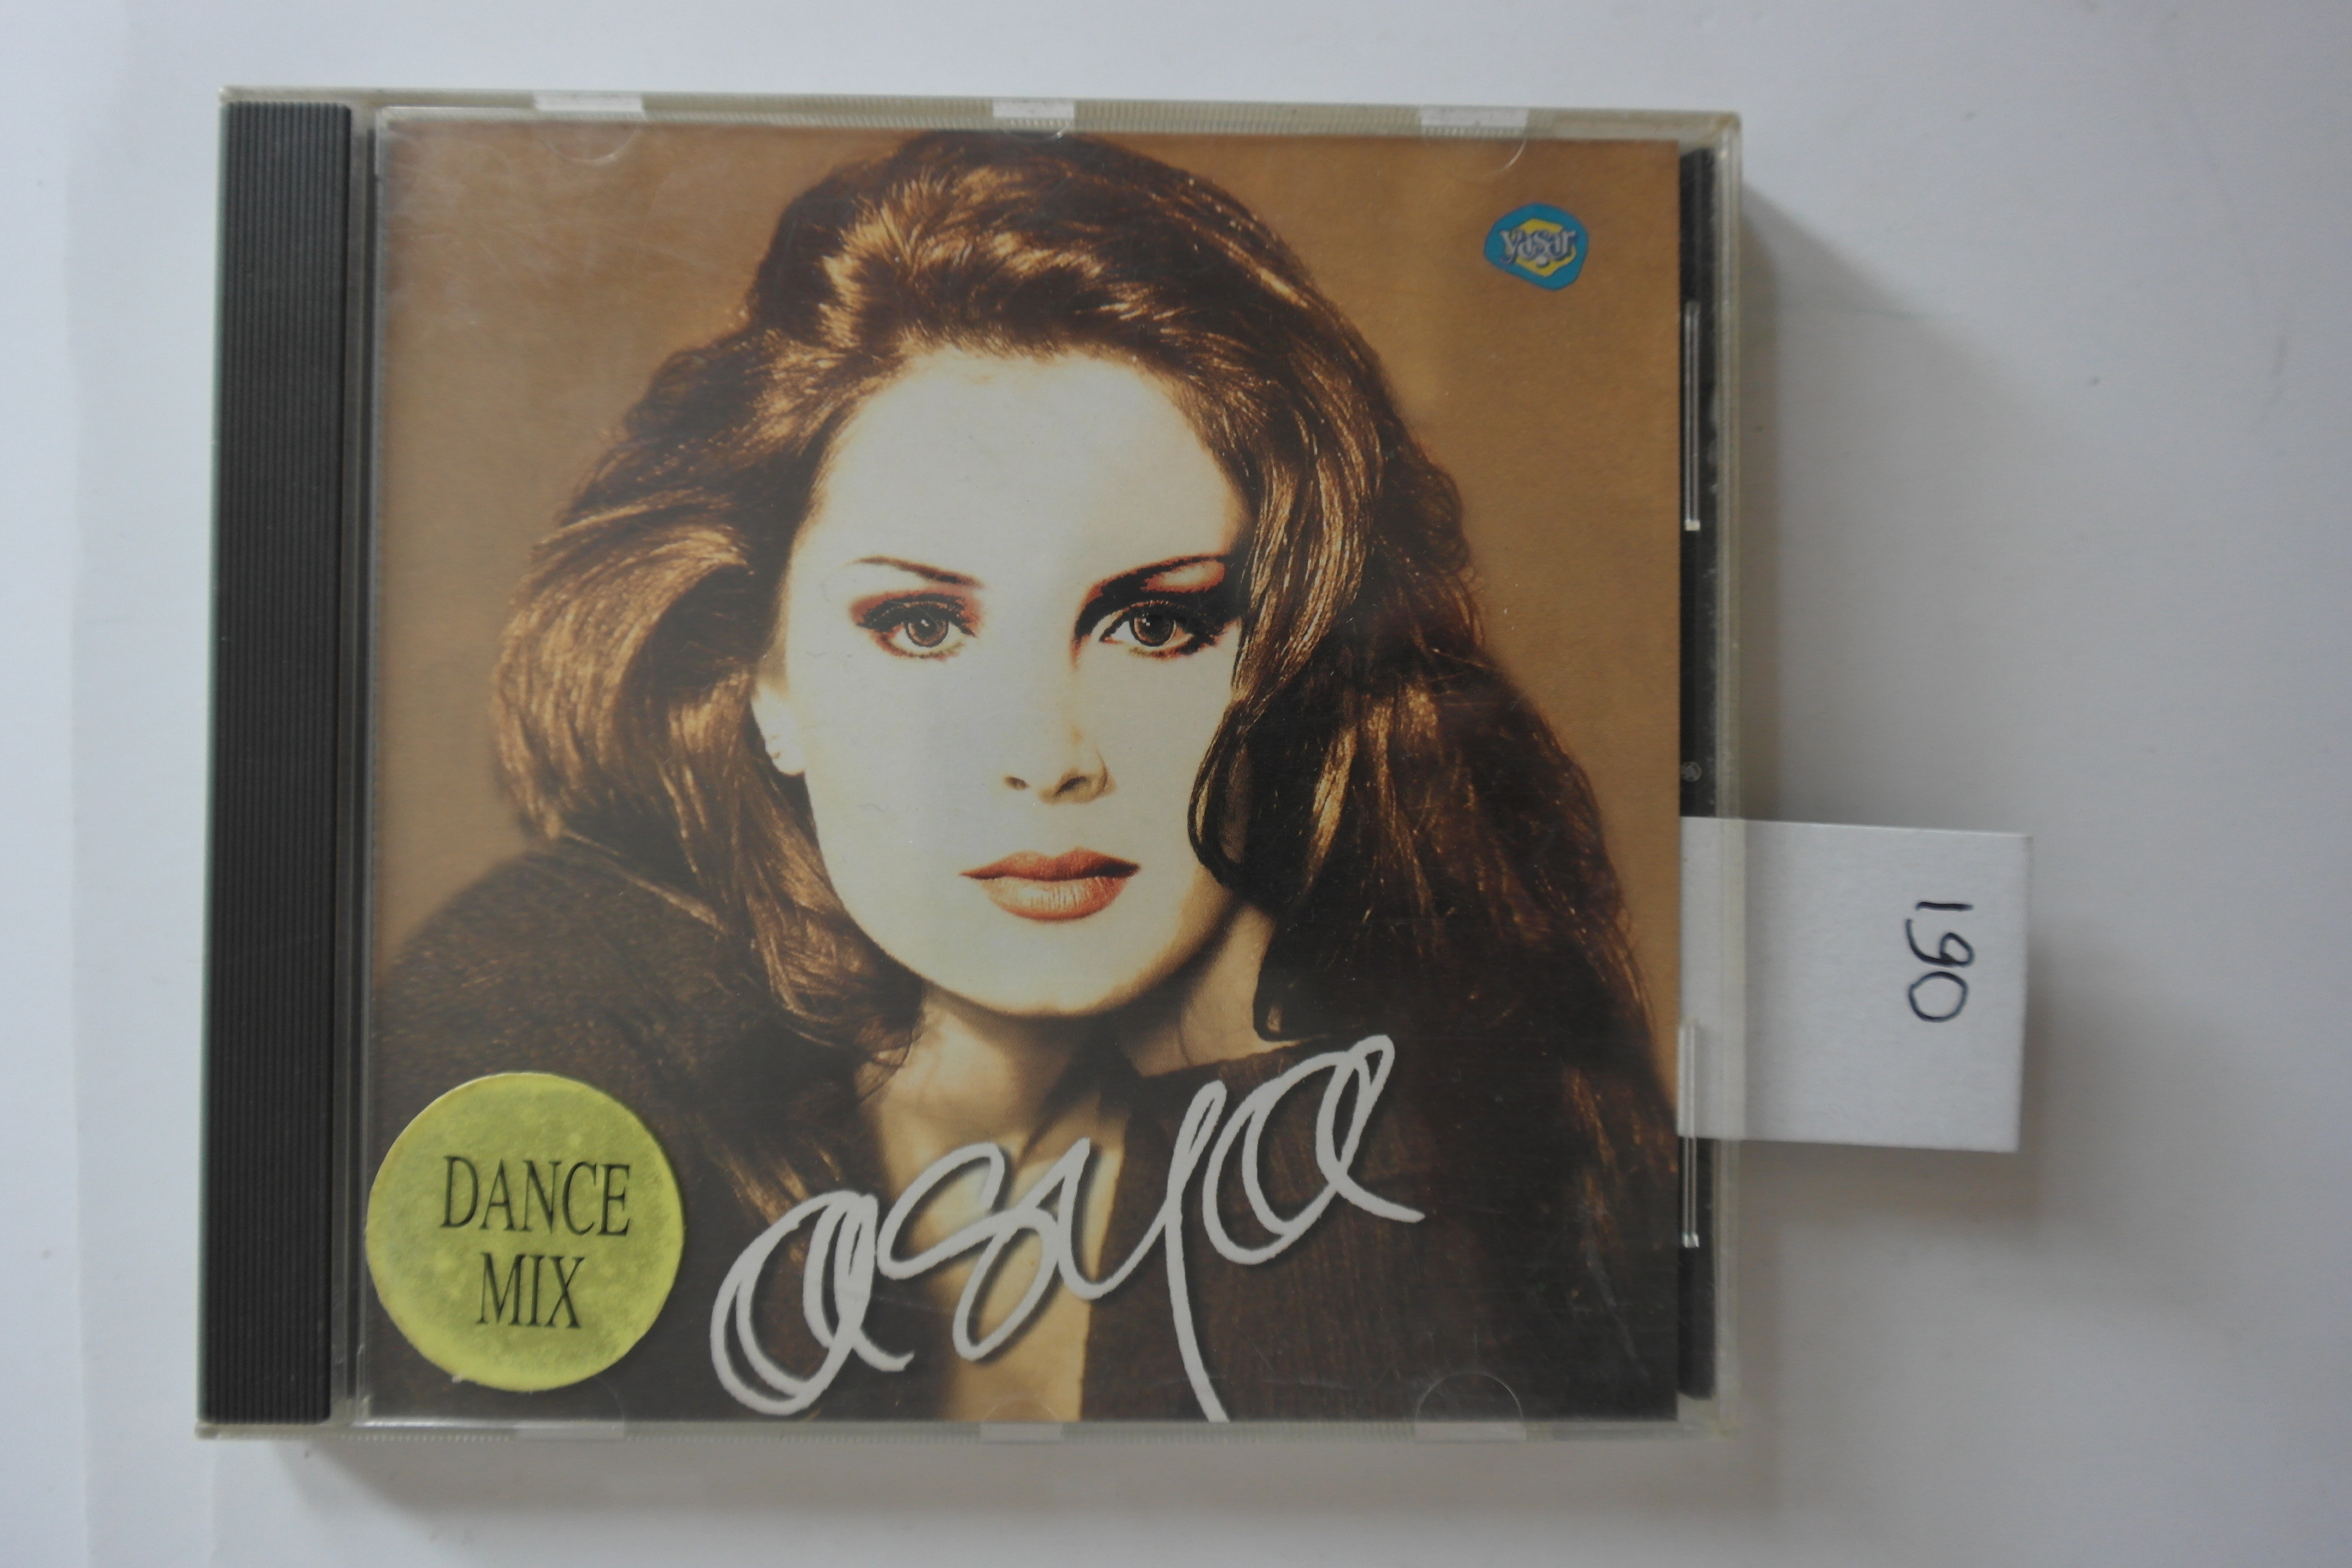 yaşar
DANCE
MIX
asya
190